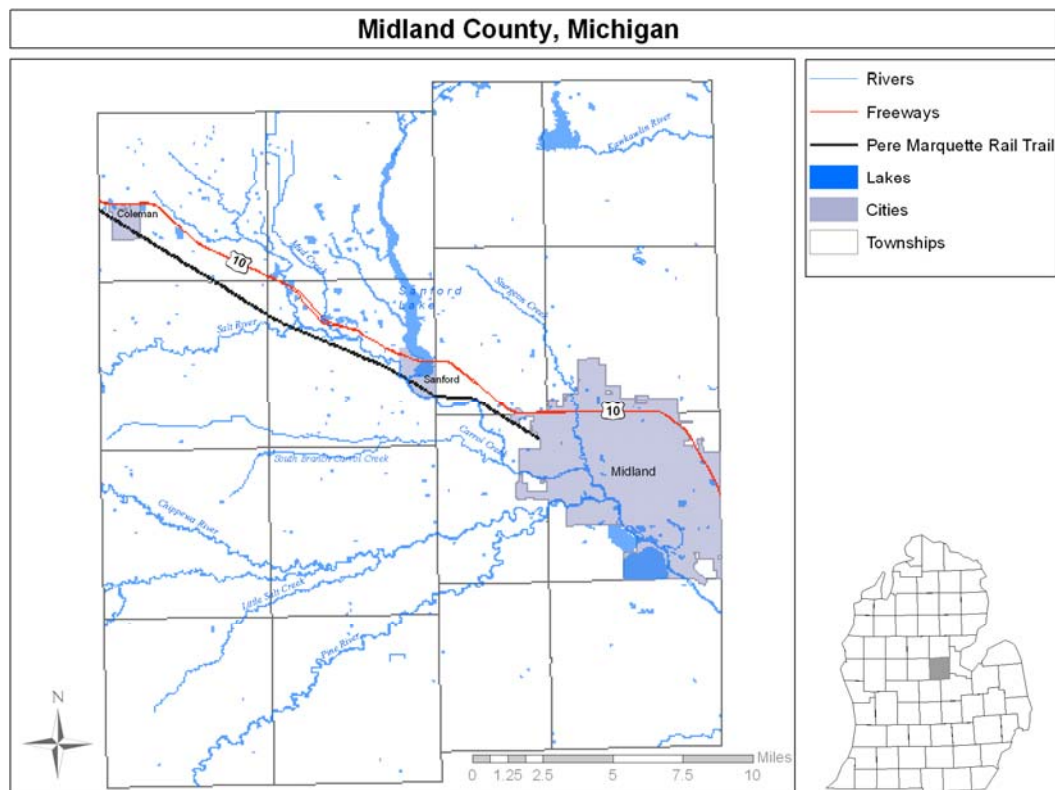 Midland County, Michigan
Rivers
Freeways
Pere Marquette Rail Trail
Lakes
Cities
Townships
Kawkawlin River
Coleman
10
Mud Creek
Sanford
Lake
Sturgeon Creek
Salt River
Sanford
10
Carrol Creek
South Branch Carrol Creek
Midland
Chippewa River
Little Salt Creek
Pine River
N
Miles
0 1.25 2.5 5 7.5 10